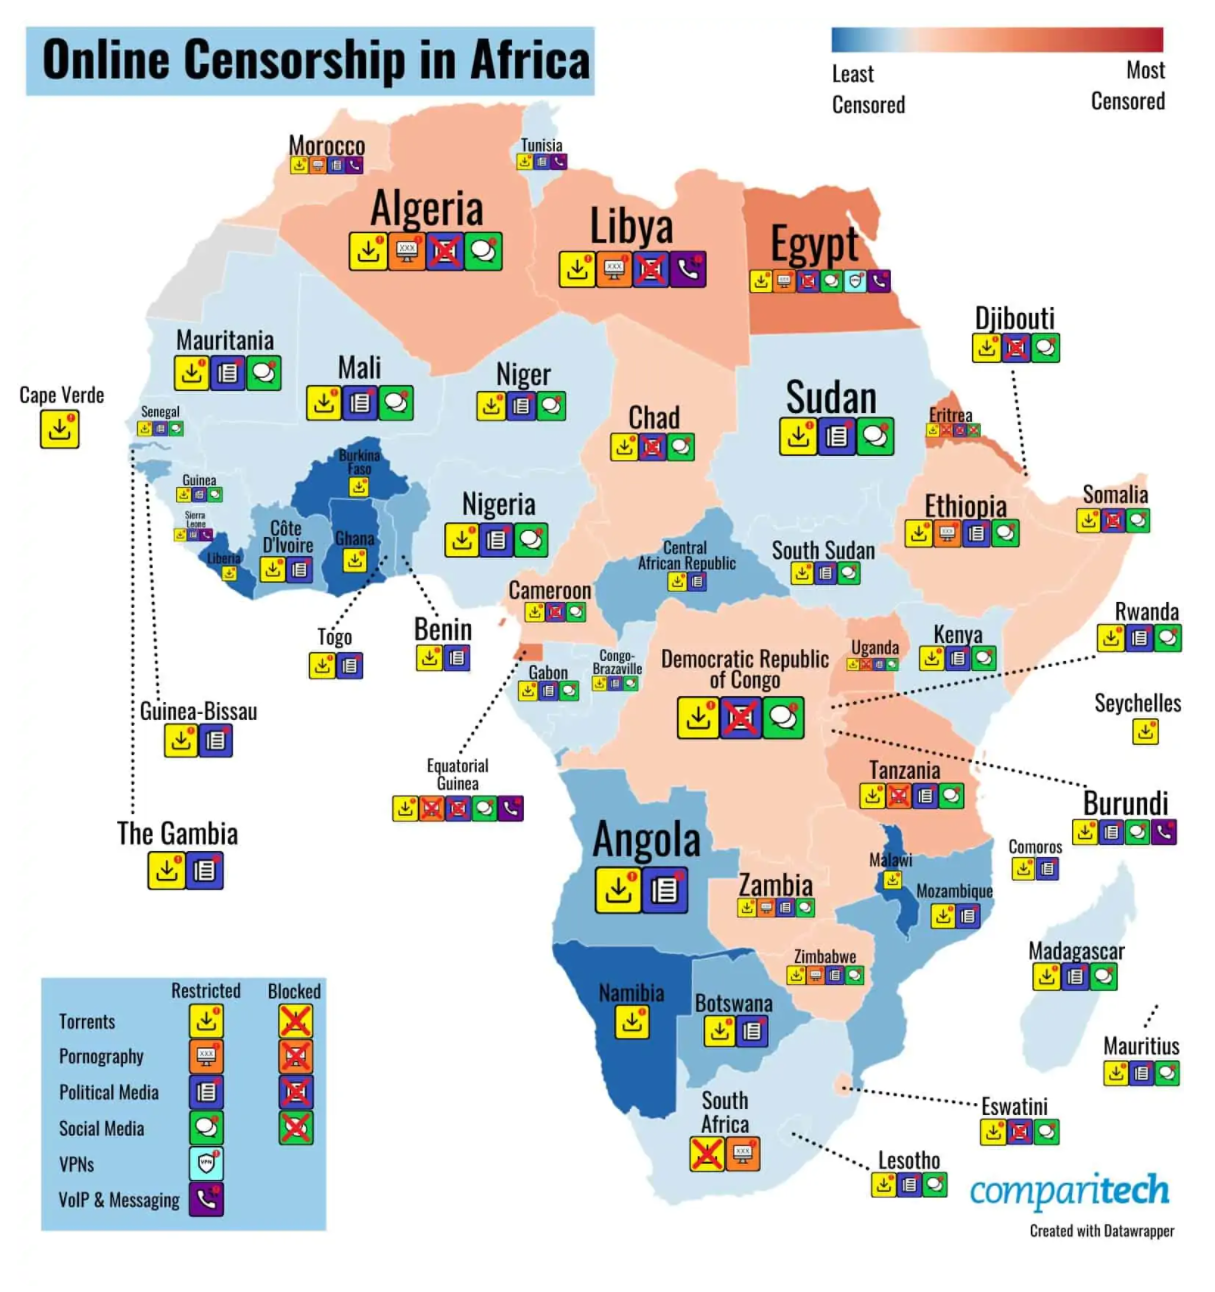 Online Censorship in Africa
Least
Censored
Most
Censored
Morocco
Tunisia
Algeria
Libya
Egypt
Djibouti
Mauritania
Mali
Niger
Cape Verde
Senegal
Chad
Sudan
Eritrea
Burkina
Faso
Guinea
Nigeria
Ethiopia
Somalia
Sierra
Leone
Côte
D'Ivoire
Ghana
Liberia
Central
African Republic
South Sudan
Cameroon
Rwanda
Togo
Benin
Gabon
Congo-
Brazaville
Democratic Republic
of Congo
Uganda
Kenya
Seychelles
Guinea-Bissau
Equatorial
Guinea
Tanzania
Burundi
The Gambia
Angola
Malawi
Comoros
Zambia
Mozambique
Madagascar
Zimbabwe
Namibia
Botswana
Mauritius
South
Africa
Eswatini
Lesotho
Restricted
Blocked
Torrents
Pornography
XXX
Political Media
Social Media
VPNs
VPN
VoIP & Messaging
comparitech
Created with Datawrapper